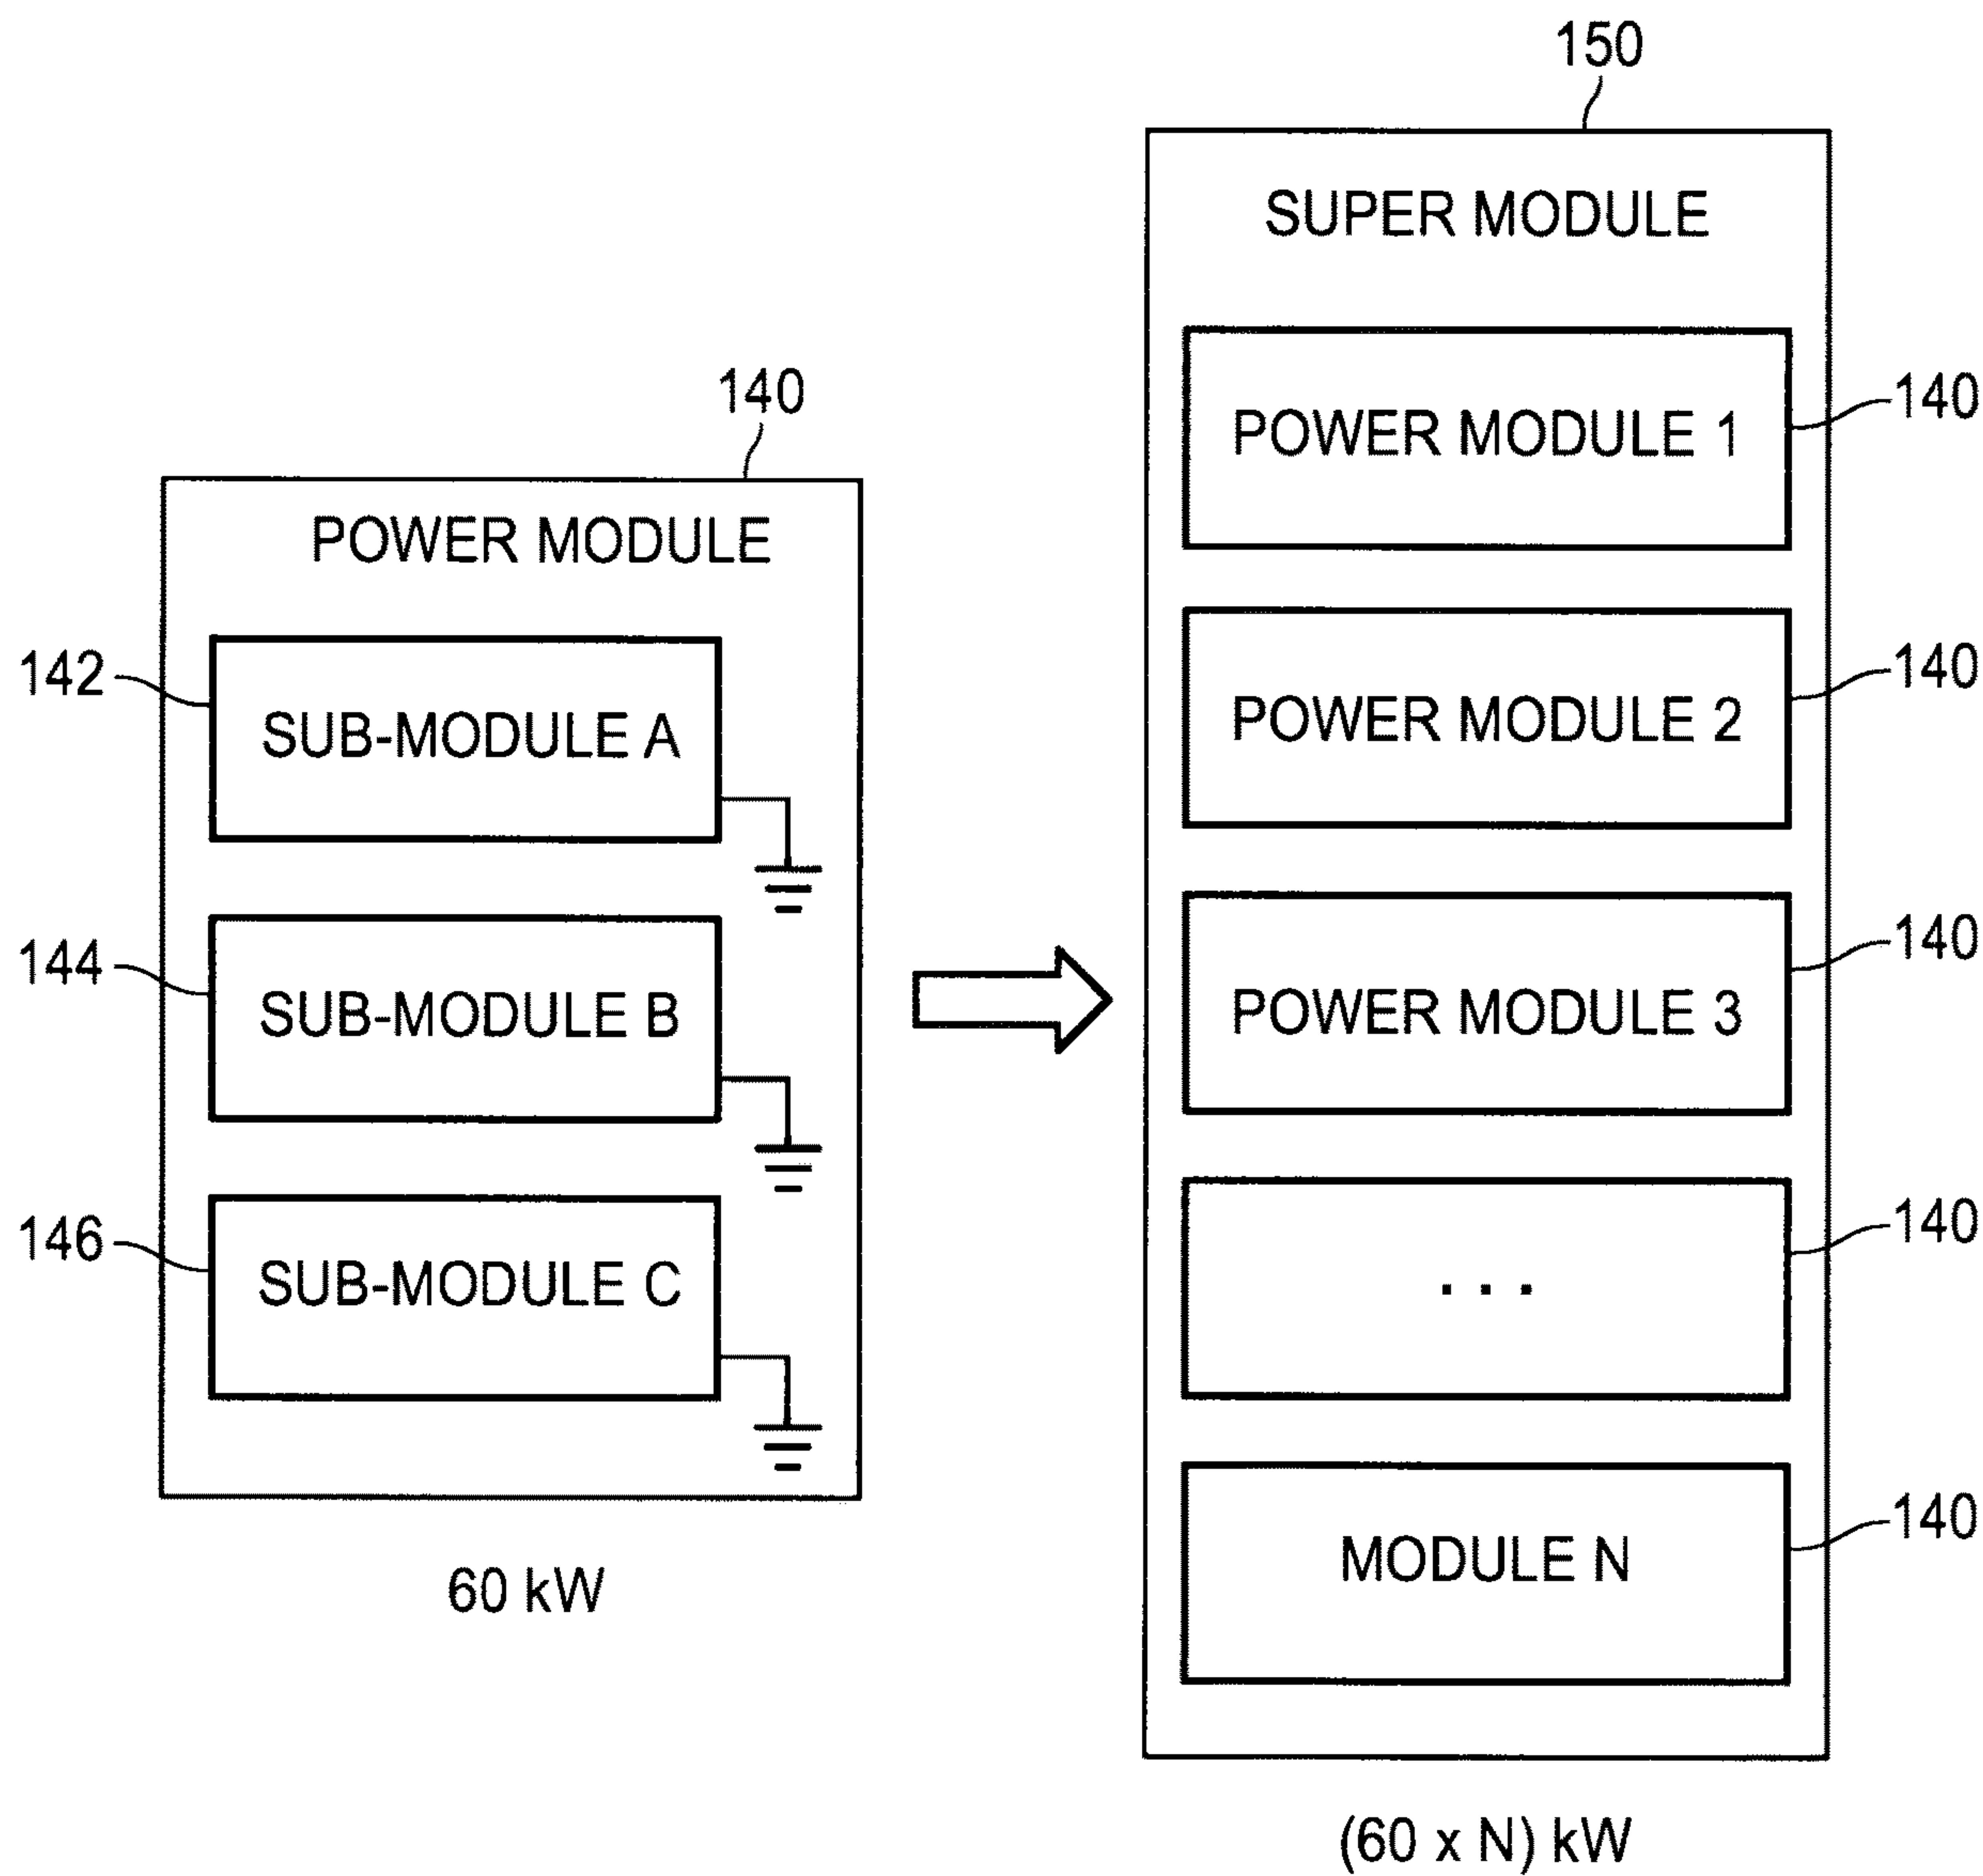 140
POWER MODULE
142
SUB-MODULE A
144
SUB-MODULE B
146
SUB-MODULE C
60 kW
150
SUPER MODULE
POWER MODULE 1
140
POWER MODULE 2
140
POWER MODULE 3
140
. . .
140
MODULE N
140
(60 x N) kW